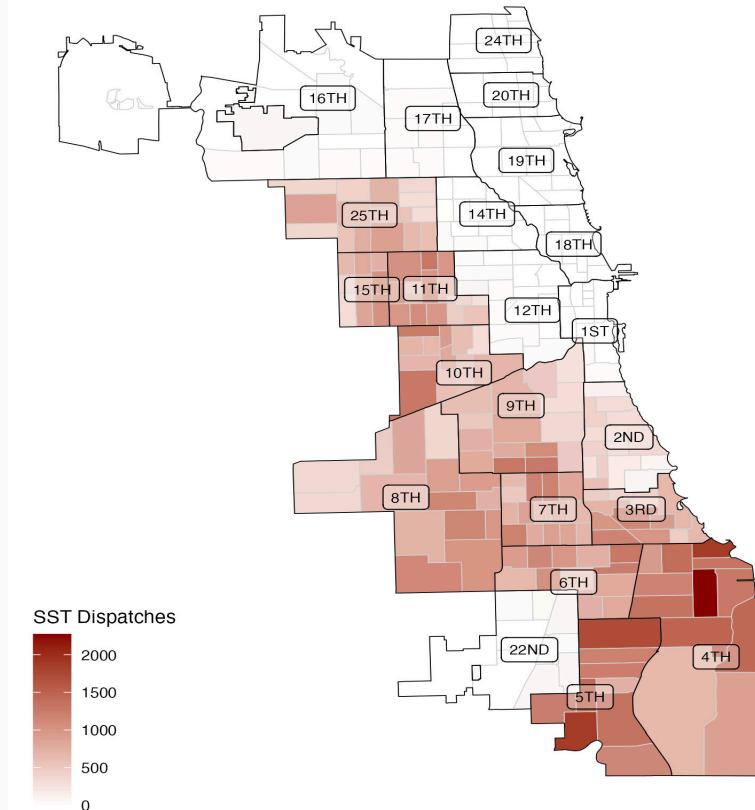 24TH
20TH
16TH
17TH
19TH
25TH
14TH
18TH
15TH
11TH
12TH
1ST
10TH
9TH
2ND
8TH
7TH
3RD
6TH
22ND
4TH
5TH
SST Dispatches
2000
1500
1000
500
0